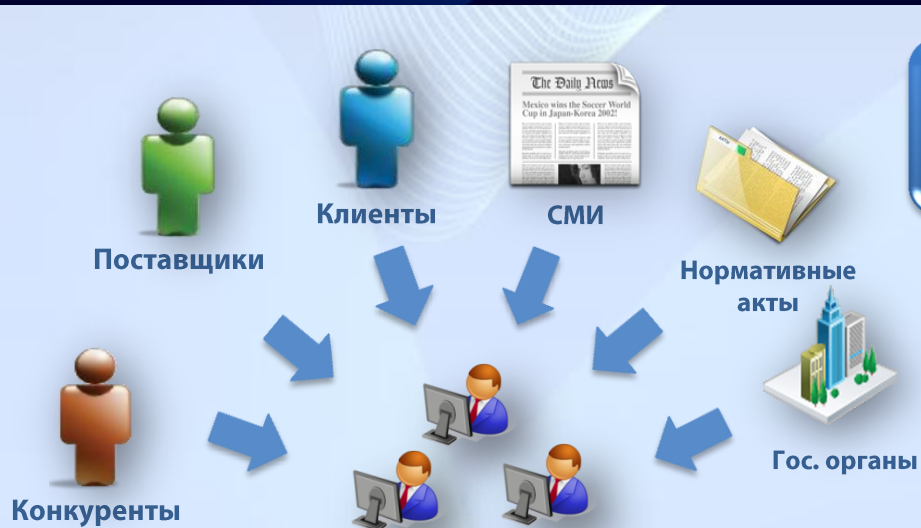 The Daily News
Mexico wins the Soccer World
Cup in Japan-Korea 2002!
Клиенты
СМИ
Поставщики
Нормативные
акты
Гос. органы
Конкуренты